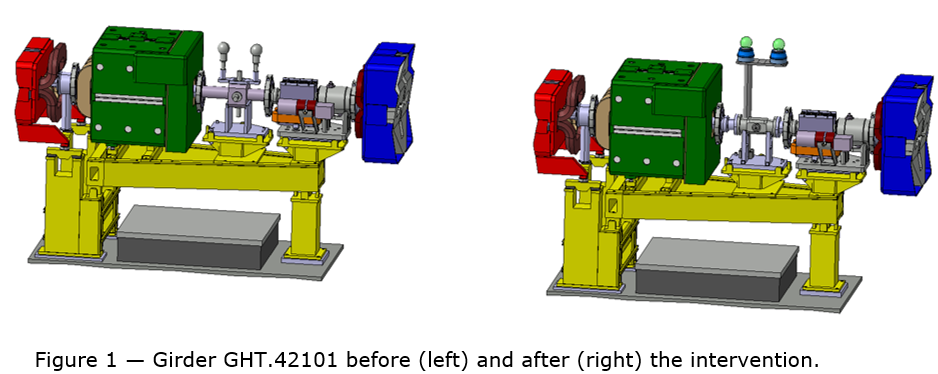 Figure 1 — Girder GHT.42101 before (left) and after (right) the intervention.